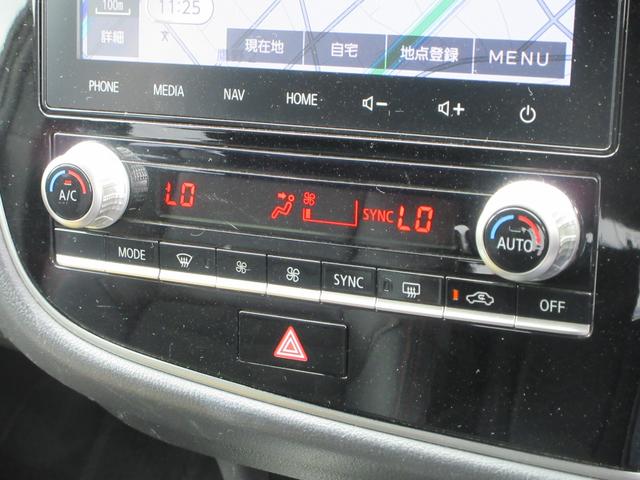 100m
11:25
詳細
文
現在地
自宅
地点登録
MENU
PHONE
MEDIA
NAV
HOME
A/C
LO
SYNC
LO
AUTO
MODE
SYNC
OFF